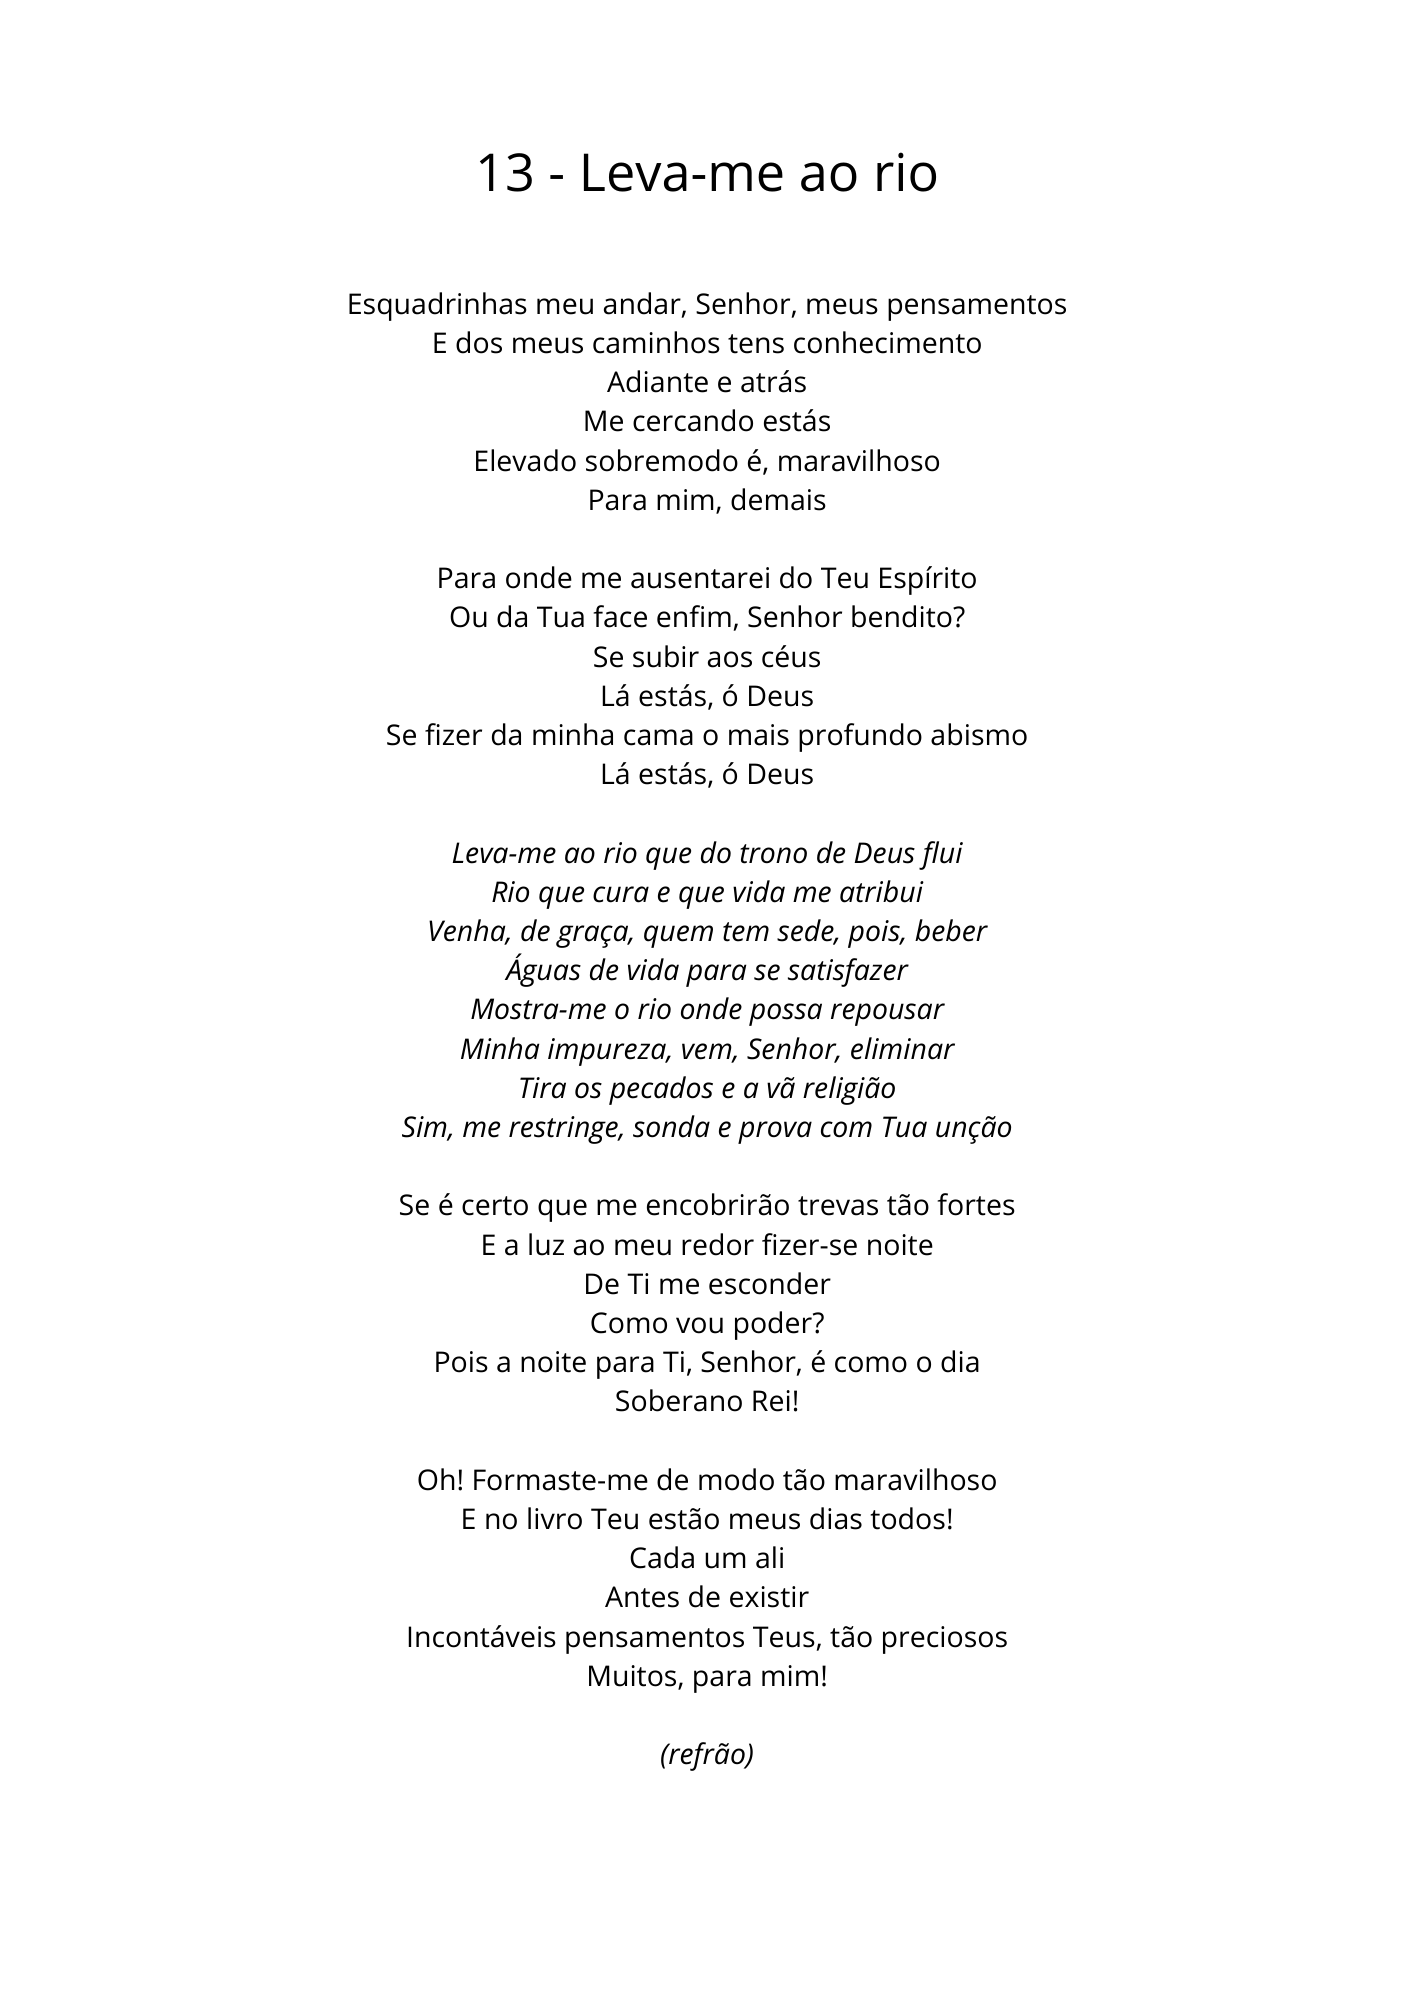 13 - Leva-me ao rio
Esquadrinhas meu andar, Senhor, meus pensamentos
E dos meus caminhos tens conhecimento
Adiante e atrás
Me cercando estás
Elevado sobremodo é, maravilhoso
Para mim, demais
Para onde me ausentarei do Teu Espírito
Ou da Tua face enfim, Senhor bendito?
Se subir aos céus
Lá estás, ó Deus
Se fizer da minha cama o mais profundo abismo
Lá estás, ó Deus
Leva-me ao rio que do trono de Deus flui
Rio que cura e que vida me atribui
Venha, de graça, quem tem sede, pois, beber
Águas de vida para se satisfazer
Mostra-me o rio onde possa repousar
Minha impureza, vem, Senhor, eliminar
Tira os pecados e a vã religião
Sim, me restringe, sonda e prova com Tua unção
Se é certo que me encobrirão trevas tão fortes
E a luz ao meu redor fizer-se noite
De Ti me esconder
Como vou poder?
Pois a noite para Ti, Senhor, é como o dia
Soberano Rei!
Oh! Formaste-me de modo tão maravilhoso
E no livro Teu estão meus dias todos!
Cada um ali
Antes de existir
Incontáveis pensamentos Teus, tão preciosos
Muitos, para mim!
(refrão)